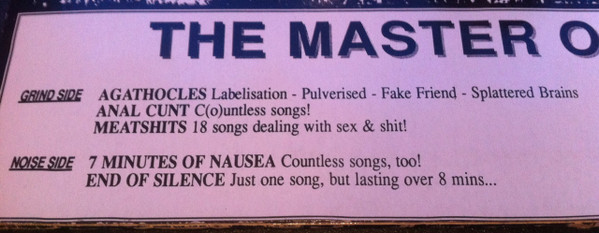 THE MASTER O
GRIND SIDE AGATHOCLES Labelisation - Pulverised - Fake Friend - Splattered Brains
ANAL CUNT C(o)untless songs!
MEATSHITS 18 songs dealing with sex & shit!
NOISE SIDE 7 MINUTES OF NAUSEA Countless songs, too!
END OF SILENCE Just one song, but lasting over 8 mins...